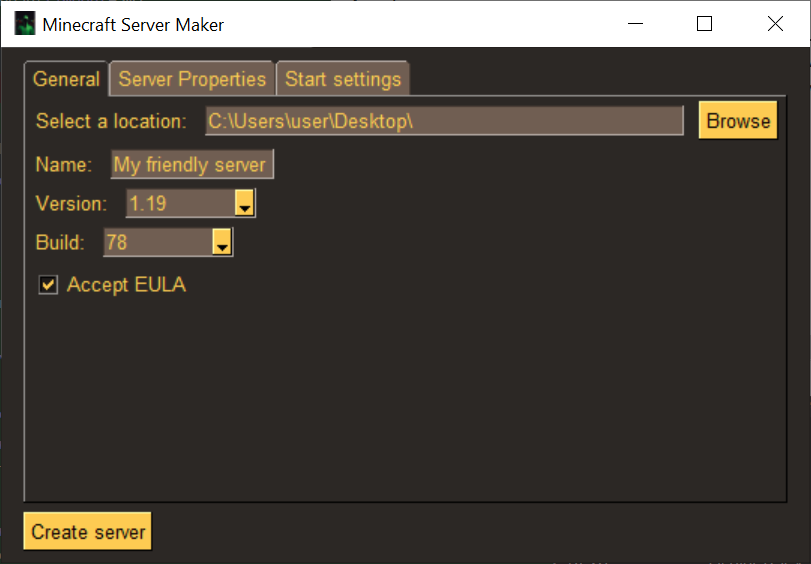 Minecraft Server Maker
General Server Properties Start settings
Select a location: C:\Users\user\Desktop\ Browse
Name: My friendly server
Version: 1.19
Build: 78
Accept EULA
Create server